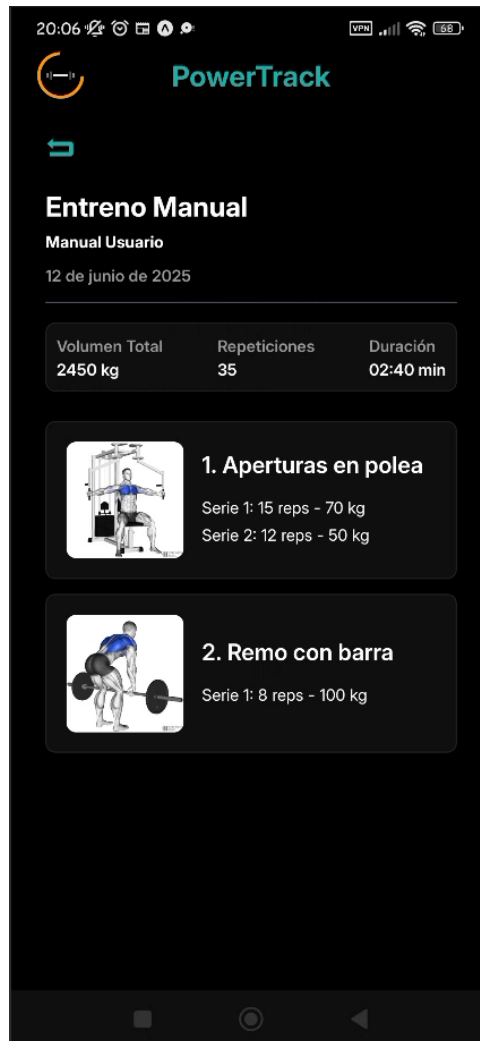 20:06
VPN
68
PowerTrack
Entreno Manual
Manual Usuario
12 de junio de 2025
Volumen Total Repeticiones Duración
2450 kg 35 02:40 min
1. Aperturas en polea
Serie 1: 15 reps - 70 kg
Serie 2: 12 reps - 50 kg
2. Remo con barra
Serie 1: 8 reps - 100 kg